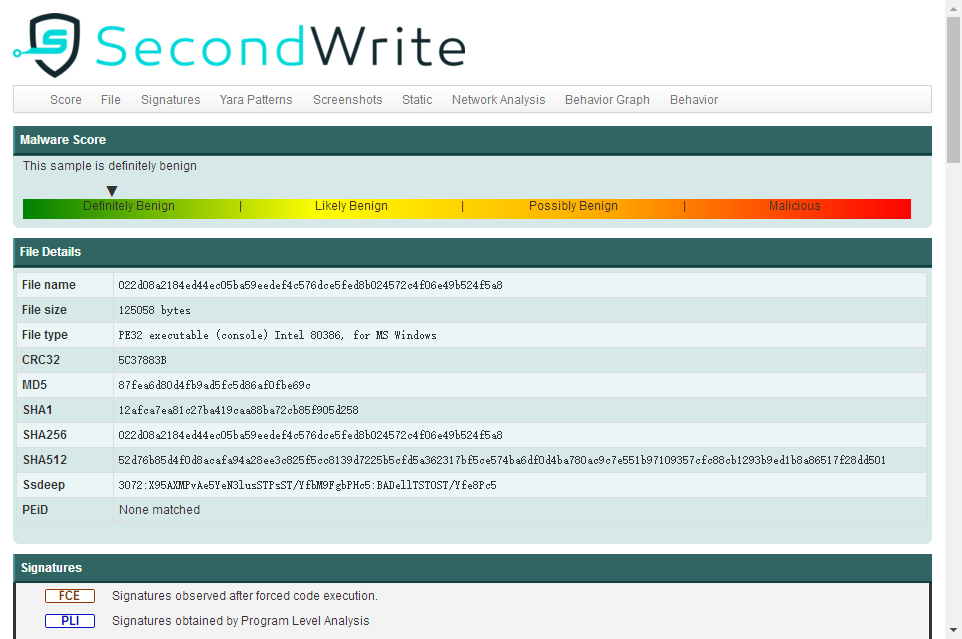 SecondWrite
Score File Signatures Yara Patterns Screenshots Static Network Analysis Behavior Graph Behavior
Malware Score
This sample is definitely benign
Definitely Benign | Likely Benign | Possibly Benign | Malicious
File Details
File name 022d08a2184ed44ec05ba59eedef4c576dce5fed8b024572c4f06e49b524f5a8
File size 125058 bytes
File type PE32 executable (console) Intel 80386, for MS Windows
CRC32 5C37883B
MD5 87fea6d80d4fb9ad5fc5d86af0fbe69c
SHA1 12afca7ea81c27ba419caa88ba72cb85f905d258
SHA256 022d08a2184ed44ec05ba59eedef4c576dce5fed8b024572c4f06e49b524f5a8
SHA512 52d76b85d4f0d8acafa94a28ee3c825f5cc8139d7225b5cfd5a362317bf5ce574ba6df0d4ba780ac9c7e551b97109357cfc88cb1293b9ed1b8a86517f28dd501
Ssdeep 3072:X95AXMPvAe5YeN3lusSTPsST/YfbM9FgbPHc5:BADellTSTOST/Yfe8Pc5
PEiD None matched
Signatures
FCE Signatures observed after forced code execution.
PLI Signatures obtained by Program Level Analysis